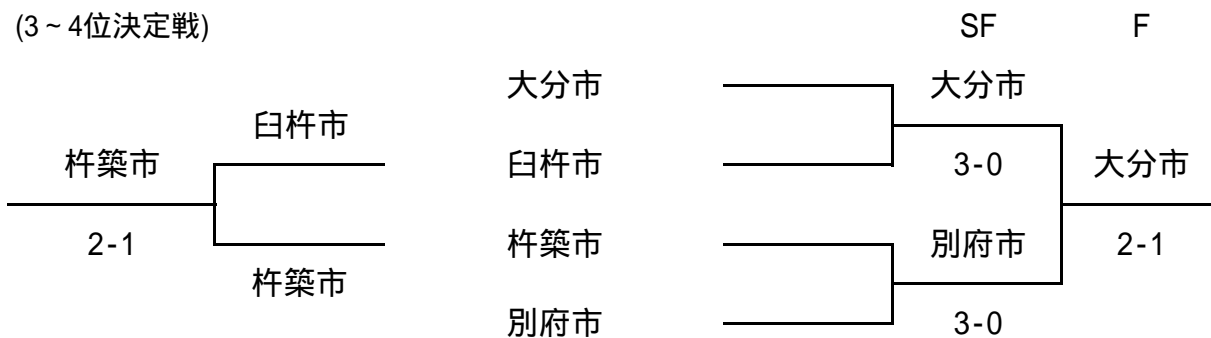 (3～4位決定戦) SF F
大分市 大分市
臼杵市
杵築市 臼杵市 3-0 大分市
2-1 杵築市 別府市 2-1
杵築市
別府市 3-0